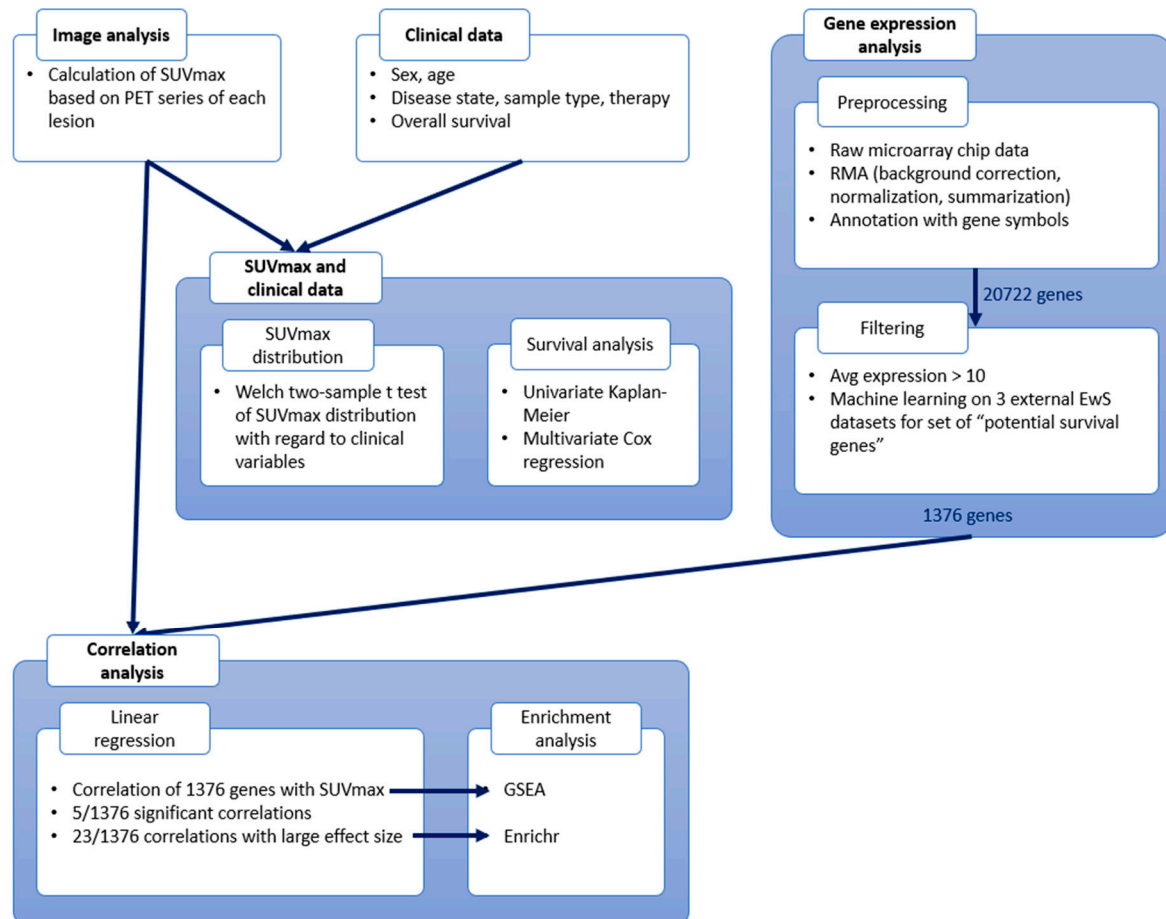 Image analysis
• Calculation of SUVmax
based on PET series of each
lesion
Clinical data
• Sex, age
• Disease state, sample type, therapy
• Overall survival
Gene expression
analysis
Preprocessing
• Raw microarray chip data
• RMA (background correction,
normalization, summarization)
• Annotation with gene symbols
20722 genes
Filtering
• Avg expression > 10
• Machine learning on 3 external EwS
datasets for set of “potential survival
genes”
1376 genes
SUVmax and
clinical data
SUVmax
distribution
• Welch two-sample t test
of SUVmax distribution
with regard to clinical
variables
Survival analysis
• Univariate Kaplan-
Meier
• Multivariate Cox
regression
Correlation
analysis
Linear
regression
• Correlation of 1376 genes with SUVmax
• 5/1376 significant correlations
• 23/1376 correlations with large effect size
Enrichment
analysis
GSEA
Enrichr